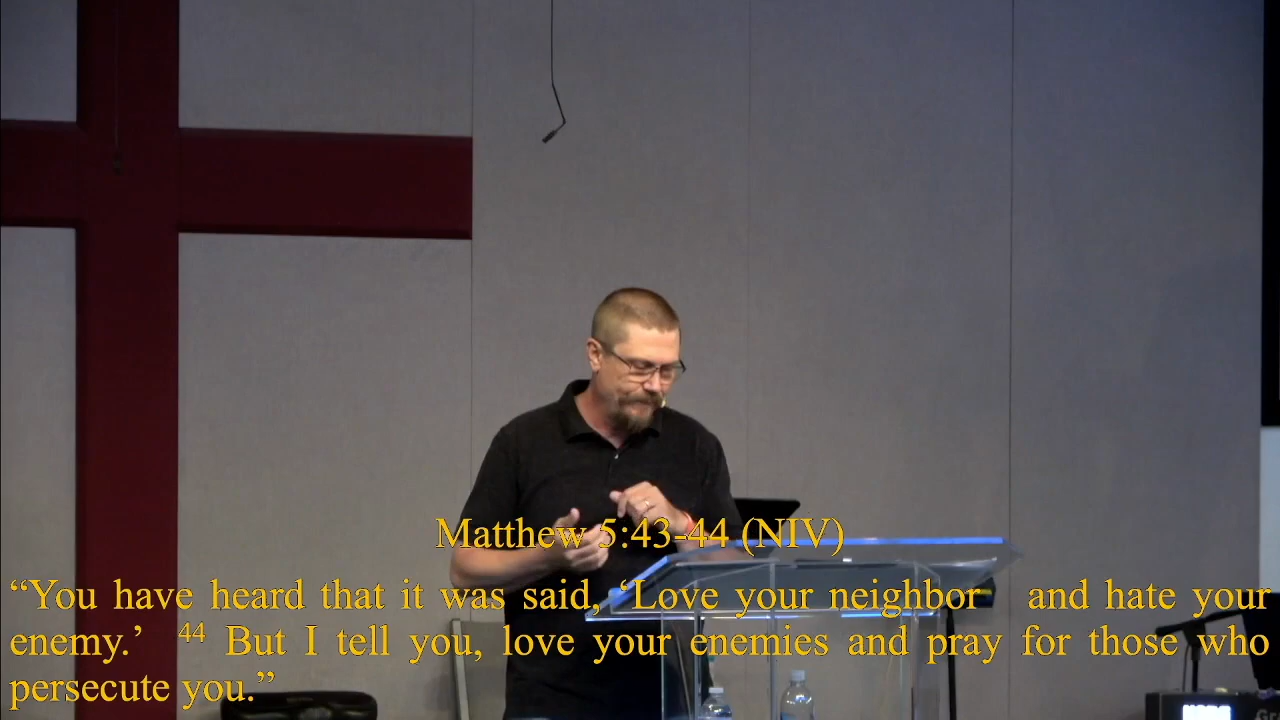 Matthew 5:43-44 (NIV)
“You have heard that it was said, ‘Love your neighbor and hate your
enemy.’ 44 But I tell you, love your enemies and pray for those who
persecute you.”